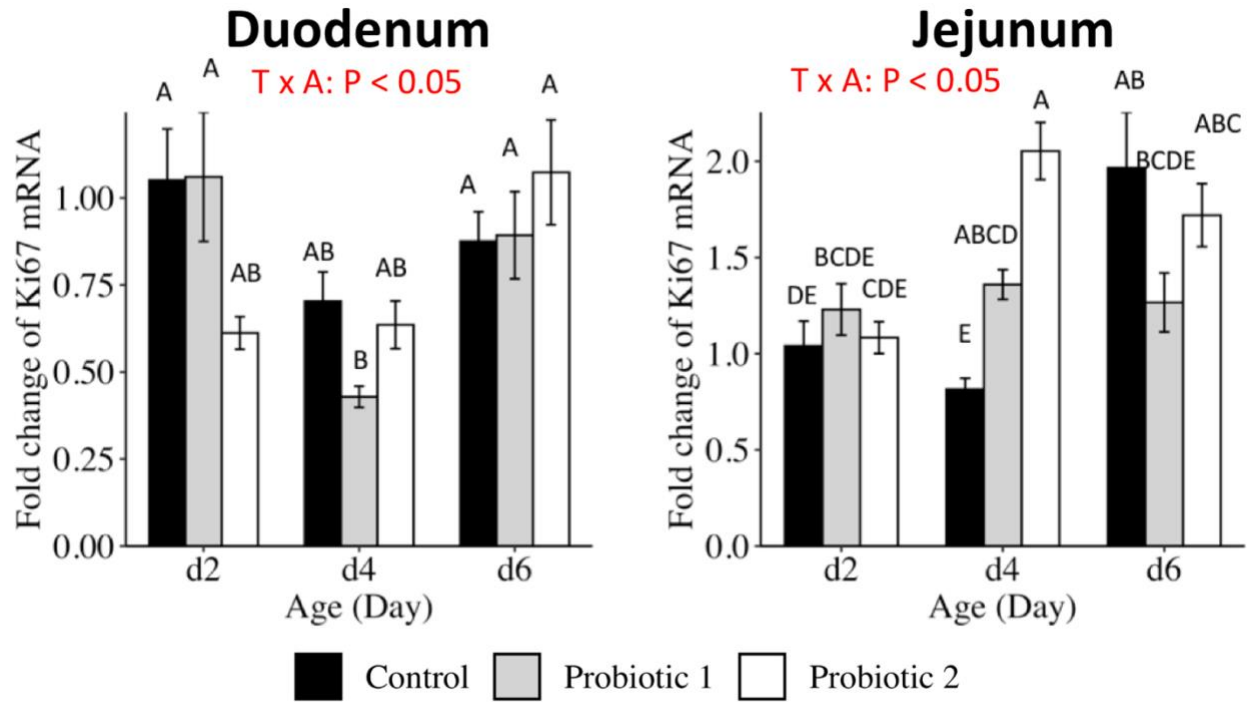 Duodenum
T x A: P < 0.05
Fold change of Ki67 mRNA
1.00
0.75
0.50
0.25
0.00
A
A
AB
AB
B
AB
A
A
A
d2
d4
d6
Age (Day)
Jejunum
T x A: P < 0.05
Fold change of Ki67 mRNA
2.0
1.5
1.0
0.5
0.0
DE
BCDE
CDE
E
ABCD
A
AB
BCDE
ABC
d2
d4
d6
Age (Day)
Control
Probiotic 1
Probiotic 2